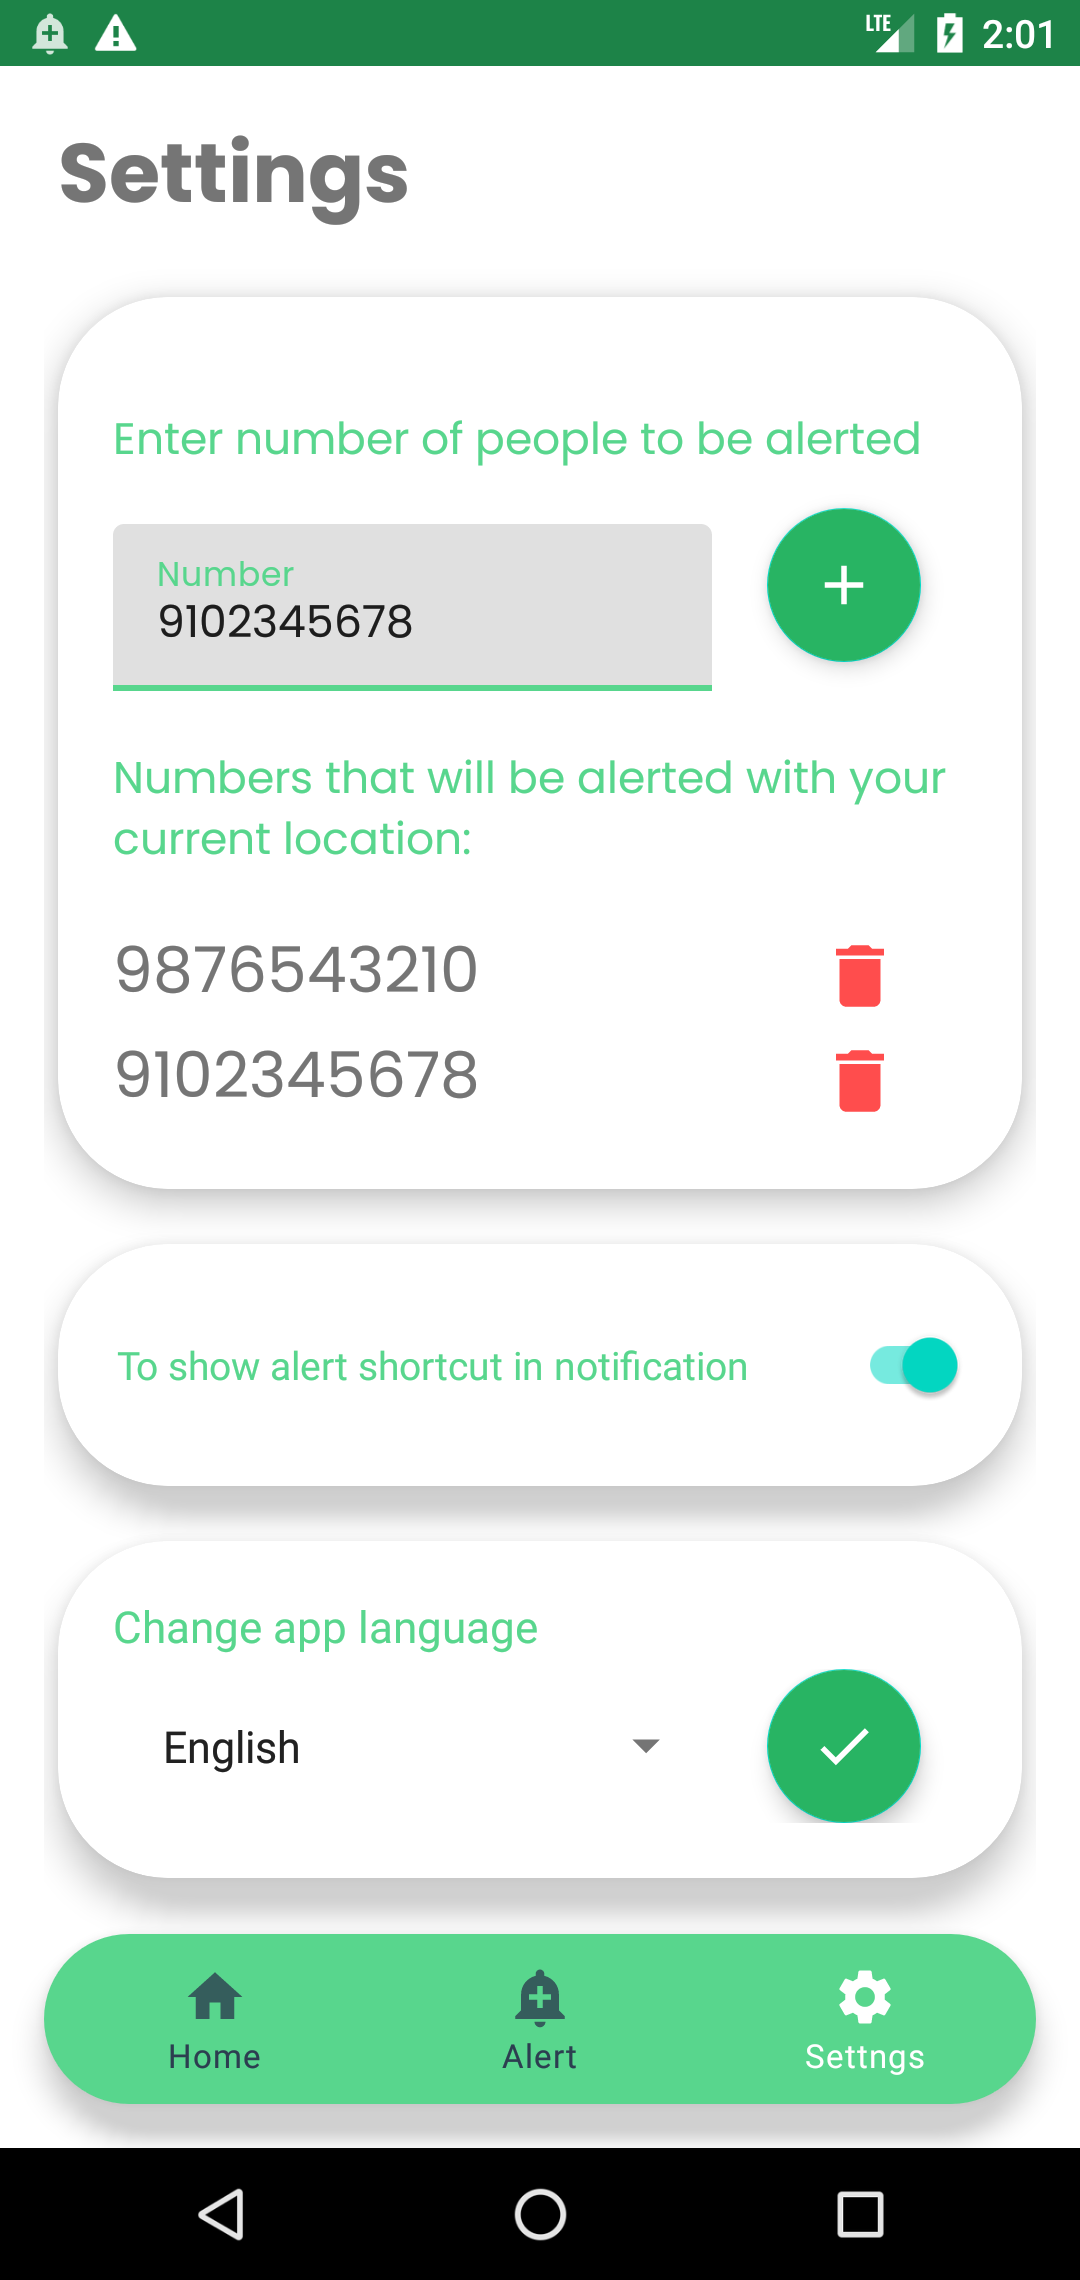 LTE 2:01
Settings
Enter number of people to be alerted
Number
9102345678
Numbers that will be alerted with your
current location:
9876543210
9102345678
To show alert shortcut in notification
Change app language
English
Home Alert Settngs